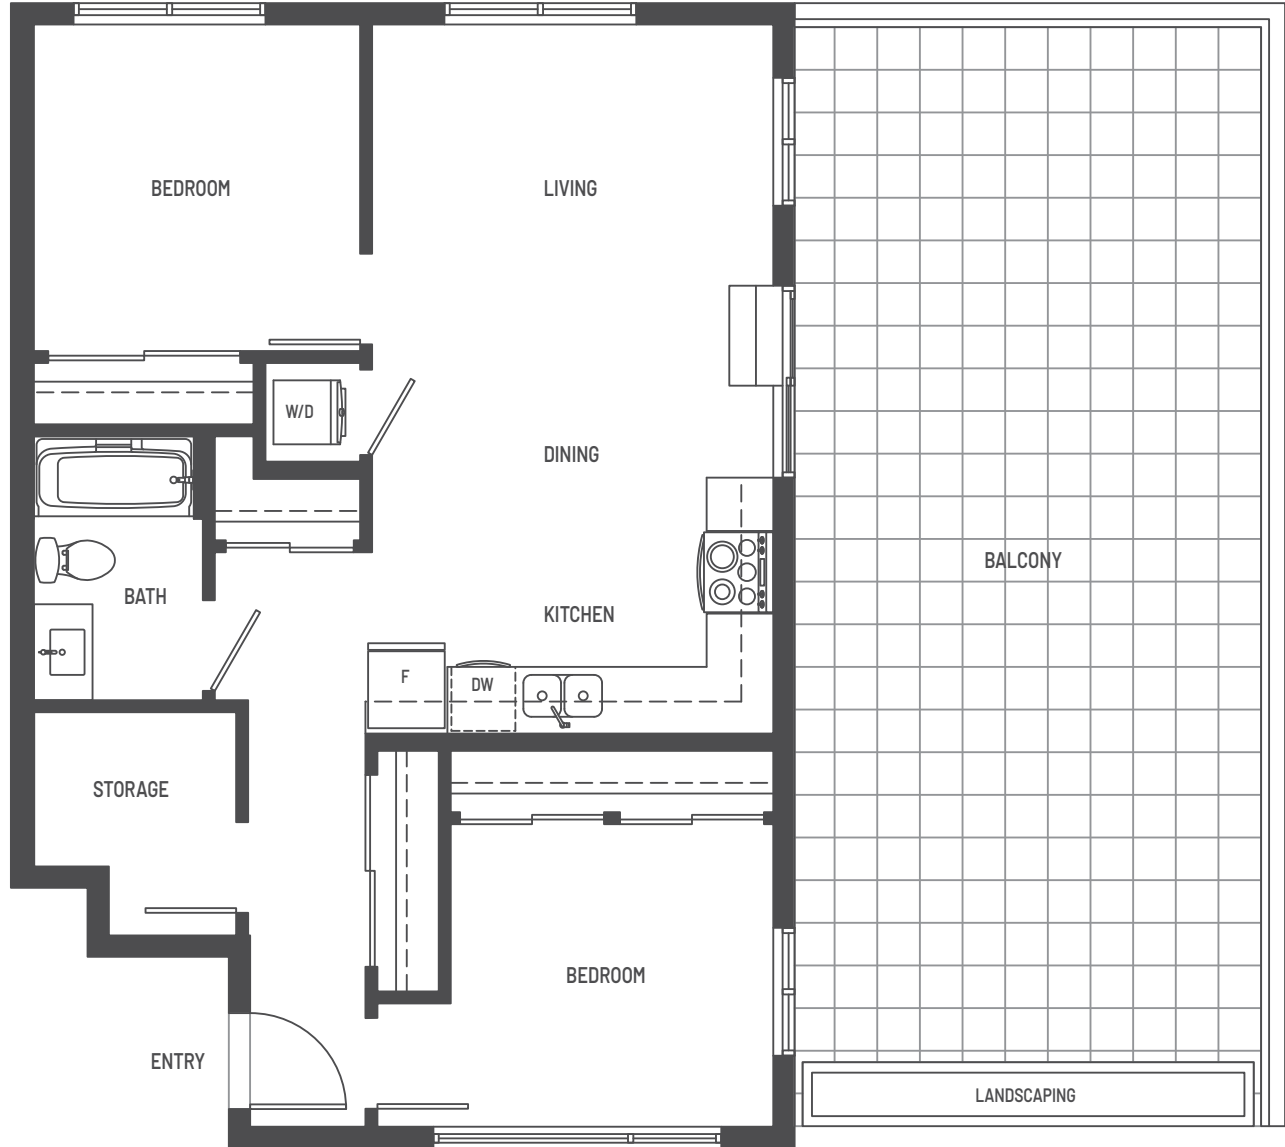 BEDROOM
LIVING
W/D
DINING
BALCONY
BATH
KITCHEN
F
DW
STORAGE
BEDROOM
ENTRY
LANDSCAPING